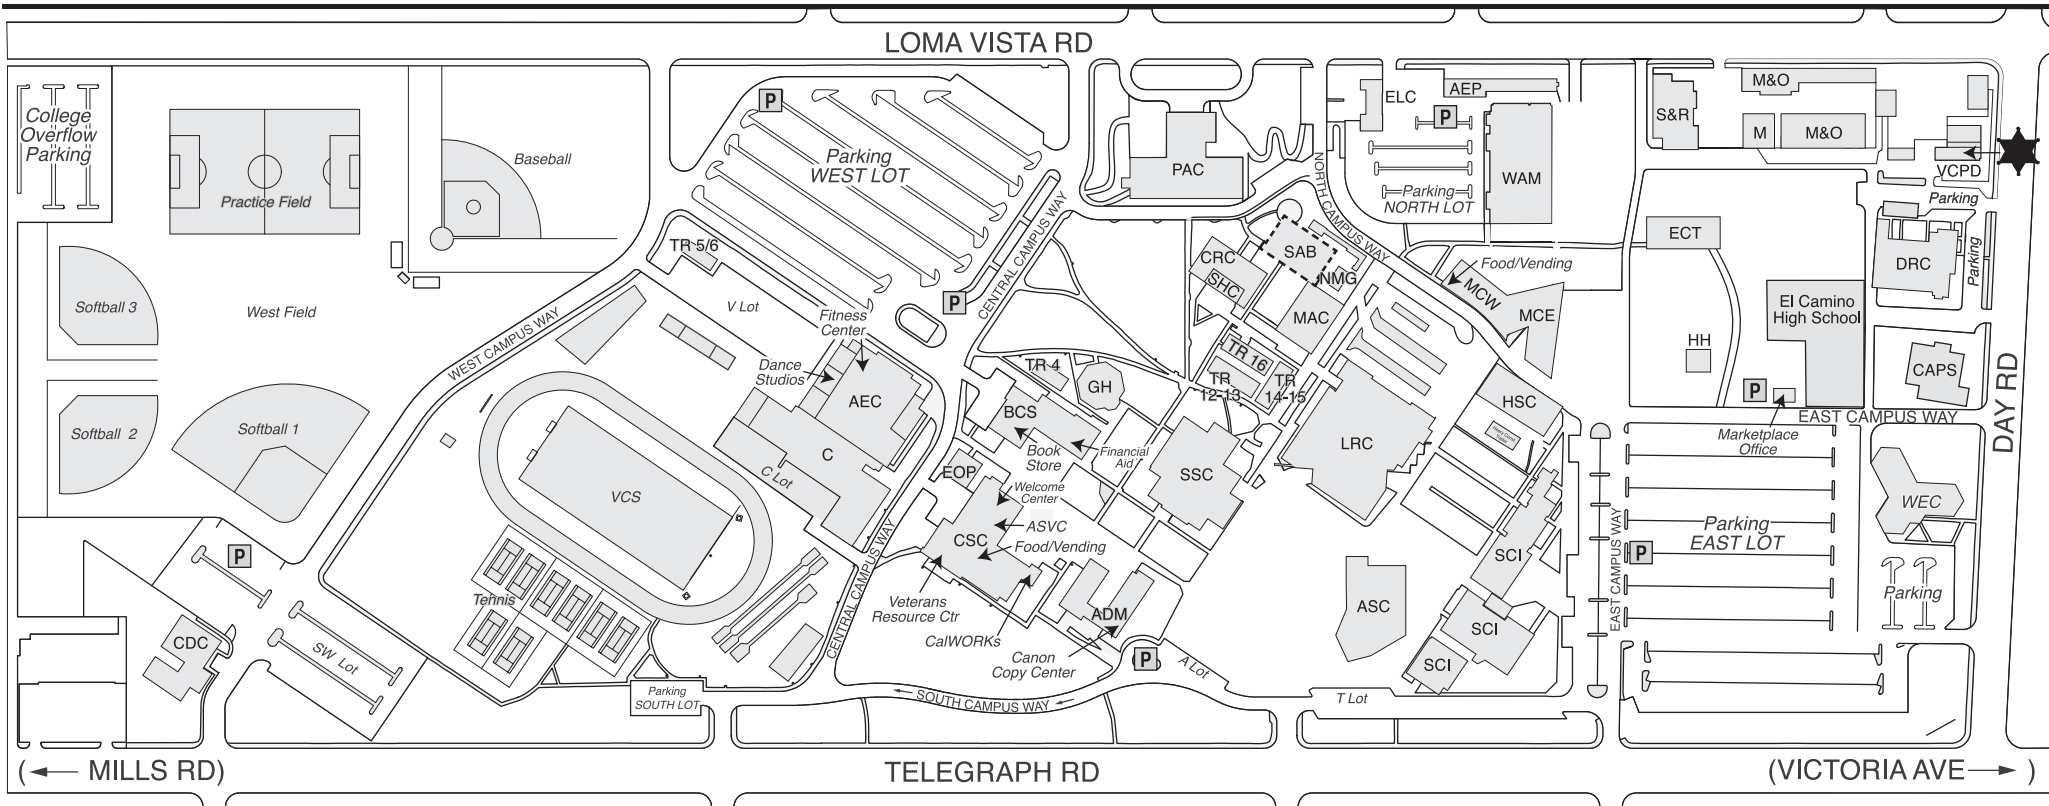 LOMA VISTA RD
College
Overflow
Parking
Practice Field
Baseball
P
Parking
WEST LOT
PAC
ELC
AEP
P
WAM
Parking
NORTH LOT
NORTH CAMPUS WAY
S&R
M&O
M
M&O
VCPD
Parking
Parking
DRC
ECT
TR 5/6
CENTRAL CAMPUS WAY
P
CRC
SHC
SAB
NMG
MAC
Food/Vending
MCW
MCE
Softball 3
West Field
V Lot
Fitness
Center
Dance
Studios
AEC
WEST CAMPUS WAY
TR 4
GH
TR 16
TR
12-13
TR
14-15
HH
El Camino
High School
CAPS
P
Marketplace
Office
EAST CAMPUS WAY
DAY RD
Softball 2
Softball 1
VCS
C
C Lot
BCS
Book
Store
Financial
Aid
EOP
Welcome
Center
ASVC
CSC
Food/Vending
SSC
LRC
HSC
SCI
EAST CAMPUS WAY
P
Parking
EAST LOT
WEC
Parking
P
Tennis
CENTRAL CAMPUS WAY
Veterans
Resource Ctr
CalWORKs
ADM
Canon
Copy Center
P
A Lot
ASC
SCI
SCI
CDC
SW Lot
Parking
SOUTH LOT
SOUTH CAMPUS WAY
T Lot
( MILLS RD)
TELEGRAPH RD
(VICTORIA AVE )